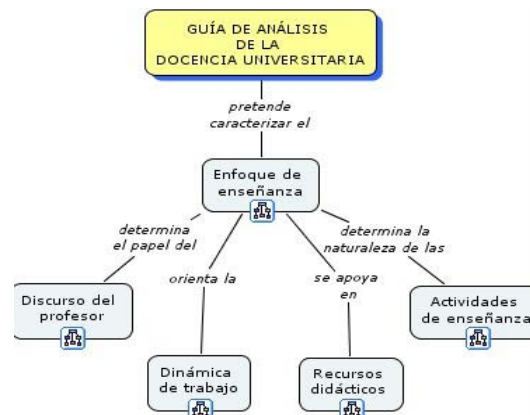 GUÍA DE ANÁLISIS
DE LA
DOCENCIA UNIVERSITARIA
pretende
caracterizar el
Enfoque de
enseñanza
determina
el papel del
orienta la
se apoya
en
determina la
naturaleza de las
Discurso del
profesor
Dinámica
de trabajo
Recursos
didácticos
Actividades
de enseñanza